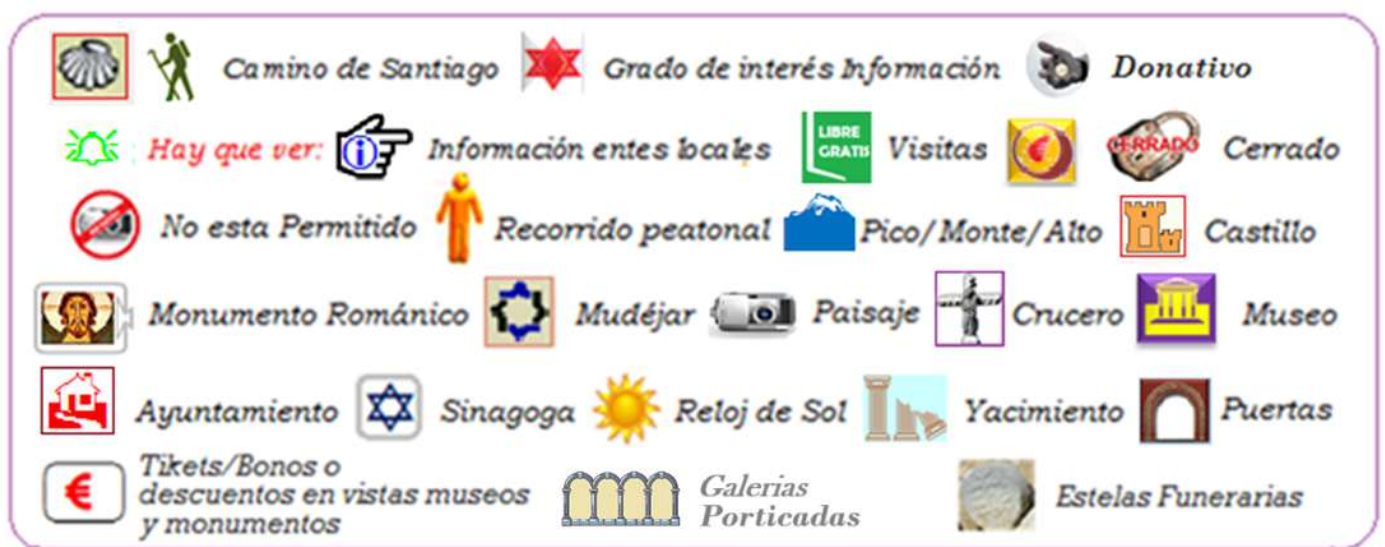 Camino de Santiago Grado de interés Información Donativo
Hay que ver: Información entes locales LIBRE GRATIS Visitas CERRADO Cerrado
No esta Permitido Recorrido peatonal Pico/Monte/Alto Castillo
Monumento Románico Mudéjar Paisaje Crucero Museo
Ayuntamiento Sinagoga Reloj de Sol Yacimiento Puertas
€ Tikets/Bonos o
descuentos en vistas museos
y monumentos
Galerias
Porticadas
Estelas Funerarias